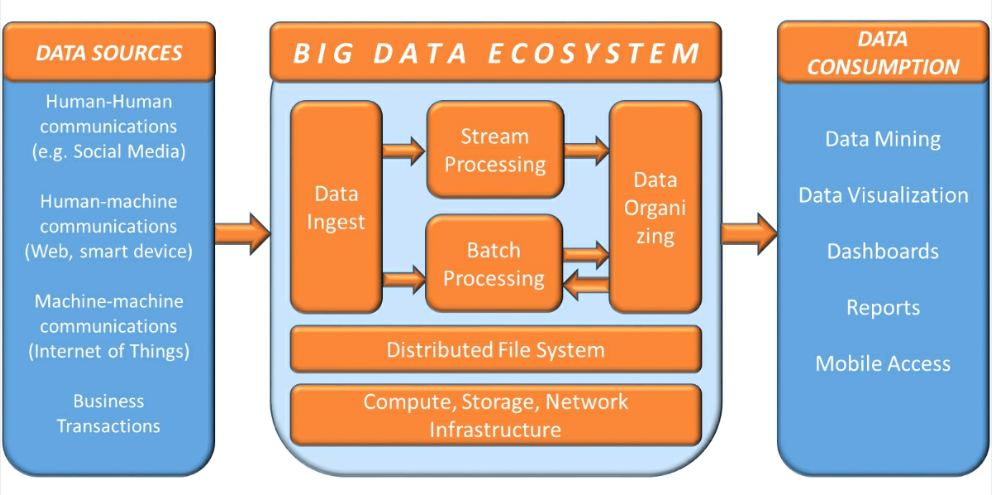 DATA SOURCES
Human-Human
communications
(e.g. Social Media)
Human-machine
communications
(Web, smart device)
Machine-machine
communications
(Internet of Things)
Business
Transactions
BIG DATA ECOSYSTEM
Data
Ingest
Stream
Processing
Batch
Processing
Data
Organi
zing
Distributed File System
Compute, Storage, Network
Infrastructure
DATA
CONSUMPTION
Data Mining
Data Visualization
Dashboards
Reports
Mobile Access